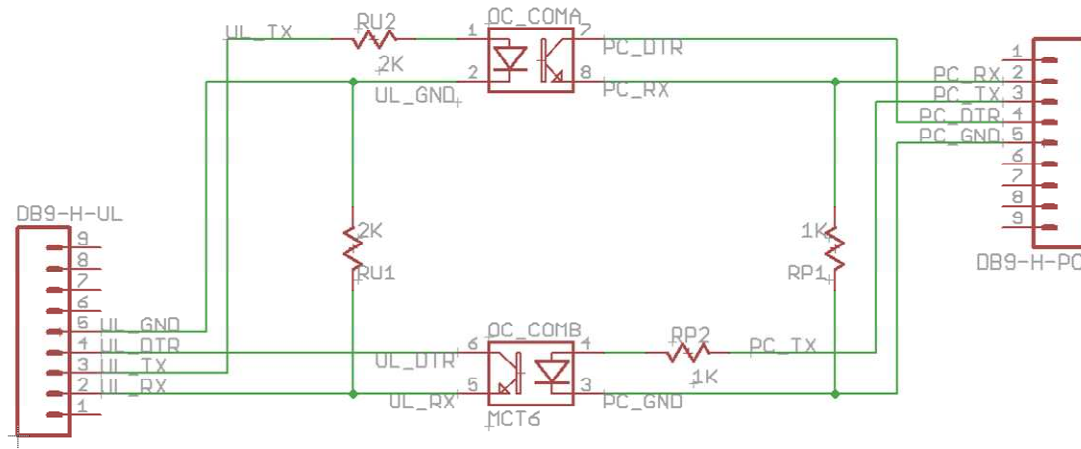 RU2
UL_TX
2K
1
2
UL_GND
OC_COMA
7
8
PC_DTR
PC_RX
PC_RX
PC_TX
PC_DTR
PC_GND
1
2
3
4
5
6
7
8
9
DB9-H-PC
2K
RU1
1K
RP1
DB9-H-UL
9
8
7
6
5
4
3
2
1
UL_GND
UL_DTR
UL_TX
UL_RX
UL_DTR
UL_RX
OC_COMB
6
5
4
3
MCT6
RP2
1K
PC_TX
PC_GND